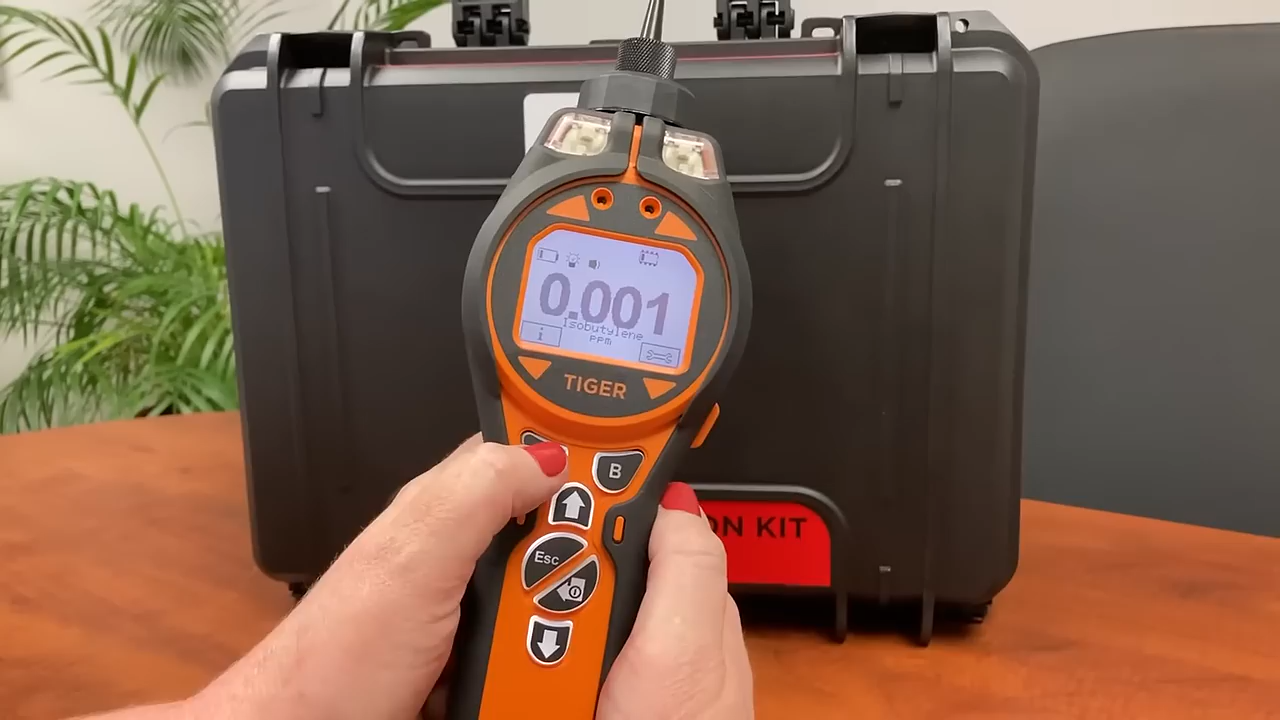 0.001
Isobutylene
ppm
i
TIGER
B
Esc
ON KIT